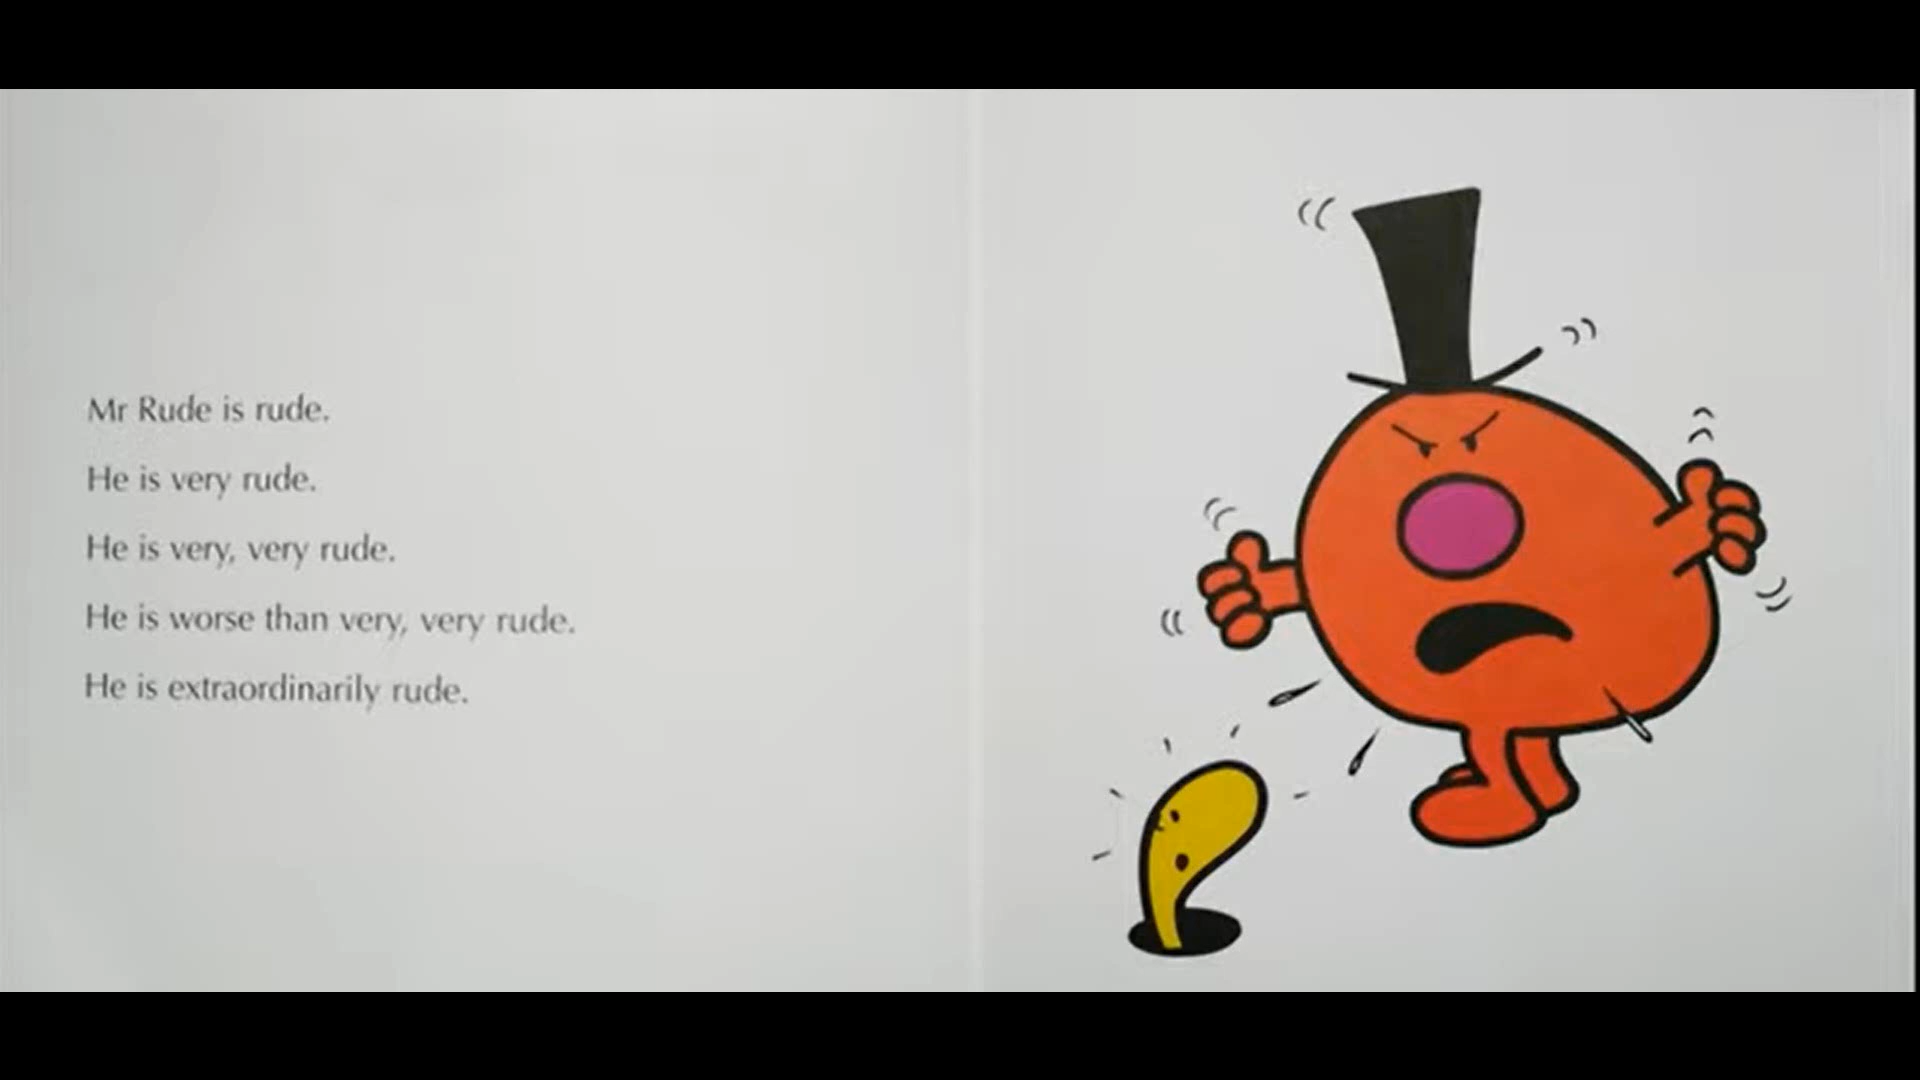 Mr Rude is rude.
He is very rude.
He is very, very rude.
He is worse than very, very rude.
He is extraordinarily rude.